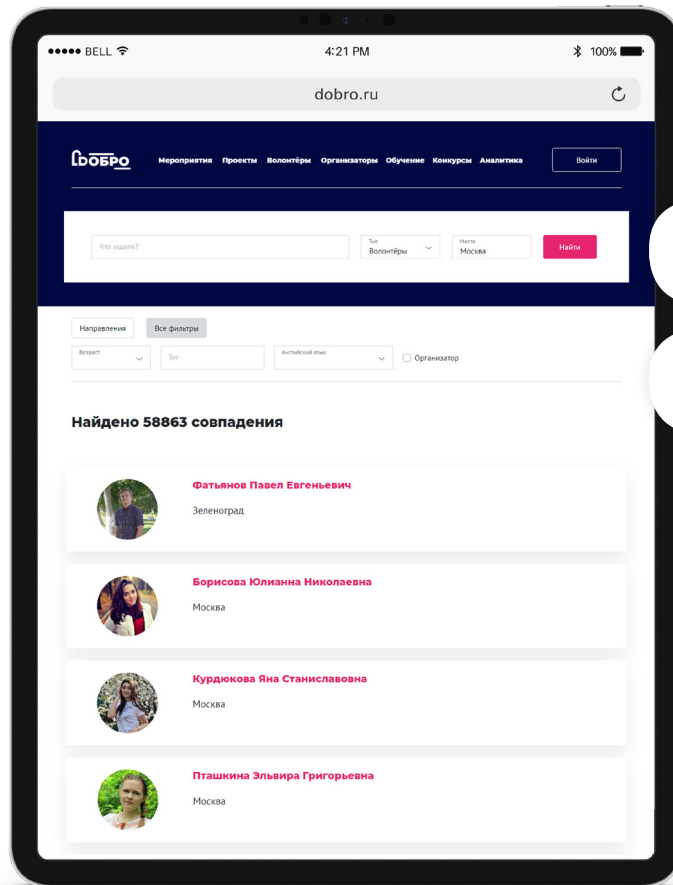 BELL
4:21 PM
100%
dobro.ru
ДОБРО
Мероприятия Проекты Волонтёры Организаторы Обучение Конкурсы Аналитика
Войти
Что ищете?
Тип
Волонтёры
Место
Москва
Найти
Направления
Все фильтры
Возраст
Тег
Английский язык
Организатор
Найдено 58863 совпадения
Фатьянов Павел Евгеньевич
Зеленоград
Борисова Юлианна Николаевна
Москва
Курдюкова Яна Станиславовна
Москва
Пташкина Эльвира Григорьевна
Москва